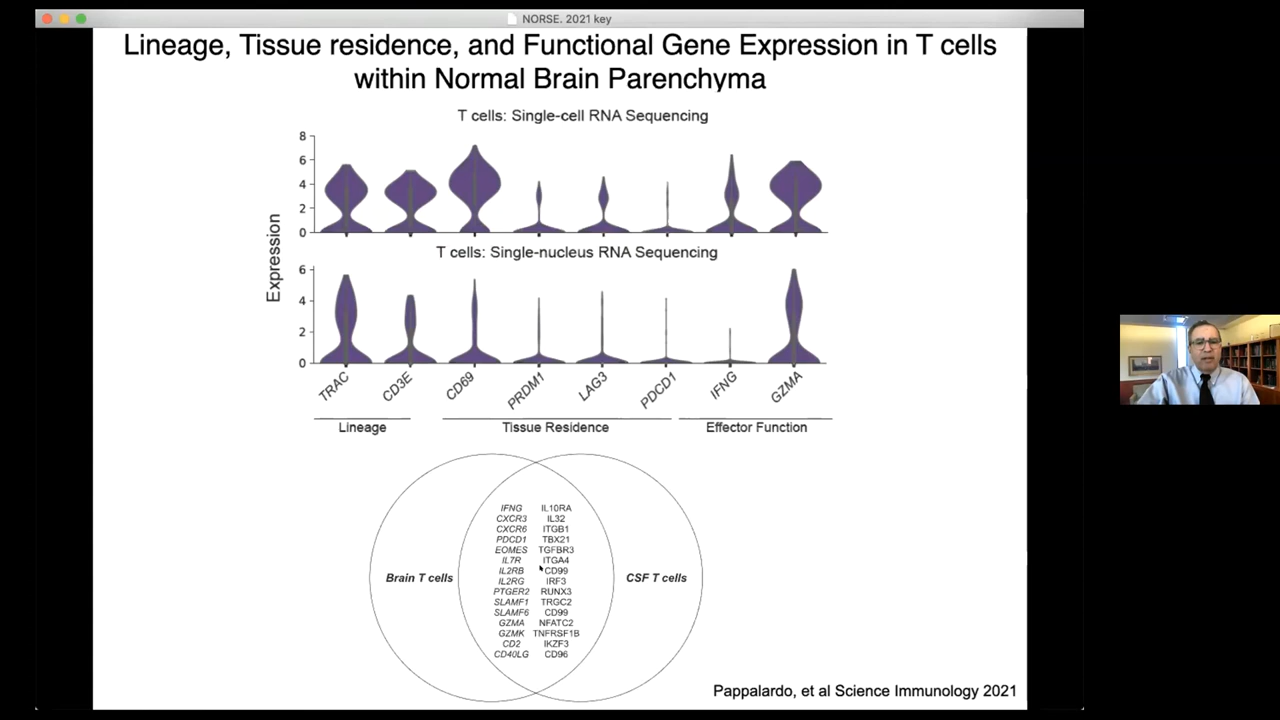 NORSE. 2021 key
Lineage, Tissue residence, and Functional Gene Expression in T cells
within Normal Brain Parenchyma
T cells: Single-cell RNA Sequencing
8
6
4
2
0
Expression
T cells: Single-nucleus RNA Sequencing
6
4
2
0
TRAC CD3E CD69 PRDM1 LAG3 PDCD1 IFNG GZMA
Lineage Tissue Residence Effector Function
IFNG IL10RA
CXCR3 IL32
CXCR6 ITGB1
PDCD1 TBX21
EOMES TGFBR3
IL7R ITGA4
IL2RB CD99
IL2RG IRF3
PTGER2 RUNX3
SLAMF1 TRGC2
SLAMF6 CD99
GZMA NFATC2
GZMK TNFRSF1B
CD2 IKZF3
CD40LG CD96
Brain T cells
CSF T cells
Pappalardo, et al Science Immunology 2021